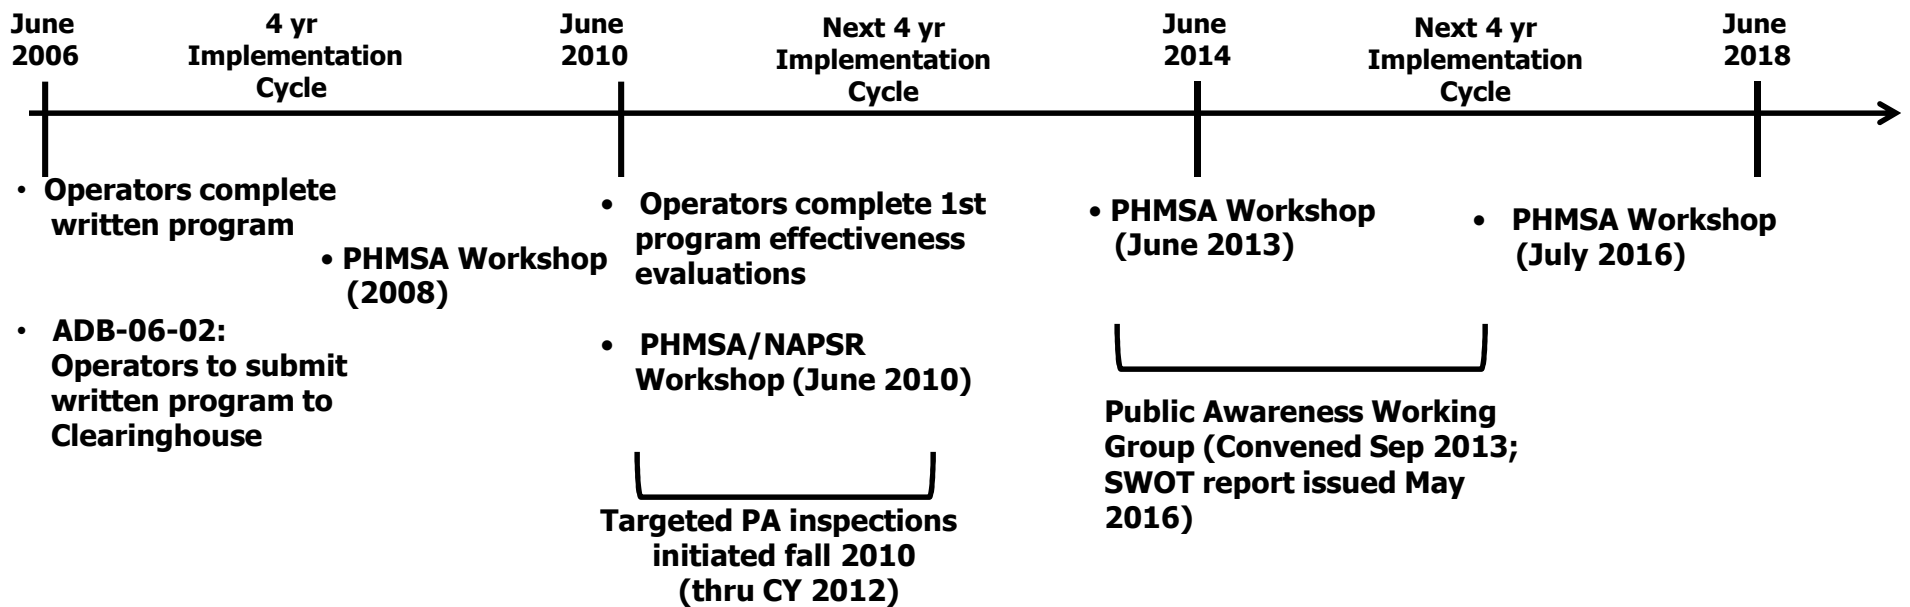 June
2006
4 yr
Implementation
Cycle
June
2010
Next 4 yr
Implementation
Cycle
June
2014
Next 4 yr
Implementation
Cycle
June
2018
• Operators complete
written program
• PHMSA Workshop
(2008)
• ADB-06-02:
Operators to submit
written program to
Clearinghouse
• Operators complete 1st
program effectiveness
evaluations
• PHMSA/NAPSR
Workshop (June 2010)
Targeted PA inspections
initiated fall 2010
(thru CY 2012)
• PHMSA Workshop
(June 2013)
• PHMSA Workshop
(July 2016)
Public Awareness Working
Group (Convened Sep 2013;
SWOT report issued May
2016)